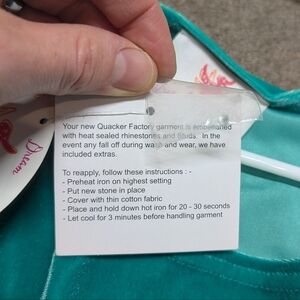 Your new Quacker Factory garment is embellished
with heat sealed rhinestones and studs. In the
event any fall off during wash and wear, we have
included extras.
To reapply, follow these instructions : -
- Preheat iron on highest setting
- Put new stone in place
- Cover with thin cotton fabric
- Place and hold down hot iron for 20 - 30 seconds
- Let cool for 3 minutes before handling garment
Dream